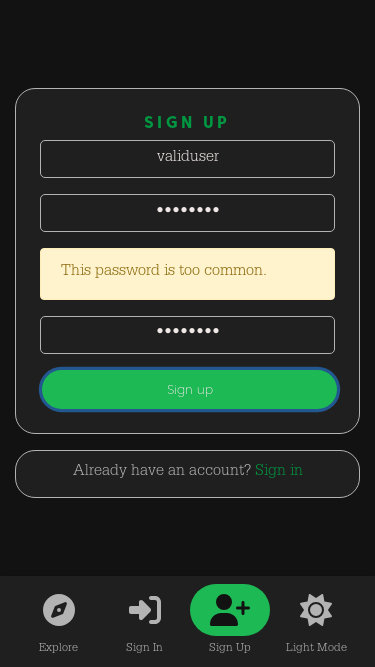 SIGN UP
validuser
••••••••
This password is too common.
••••••••
Sign up
Already have an account? Sign in
Explore
Sign In
Sign Up
Light Mode